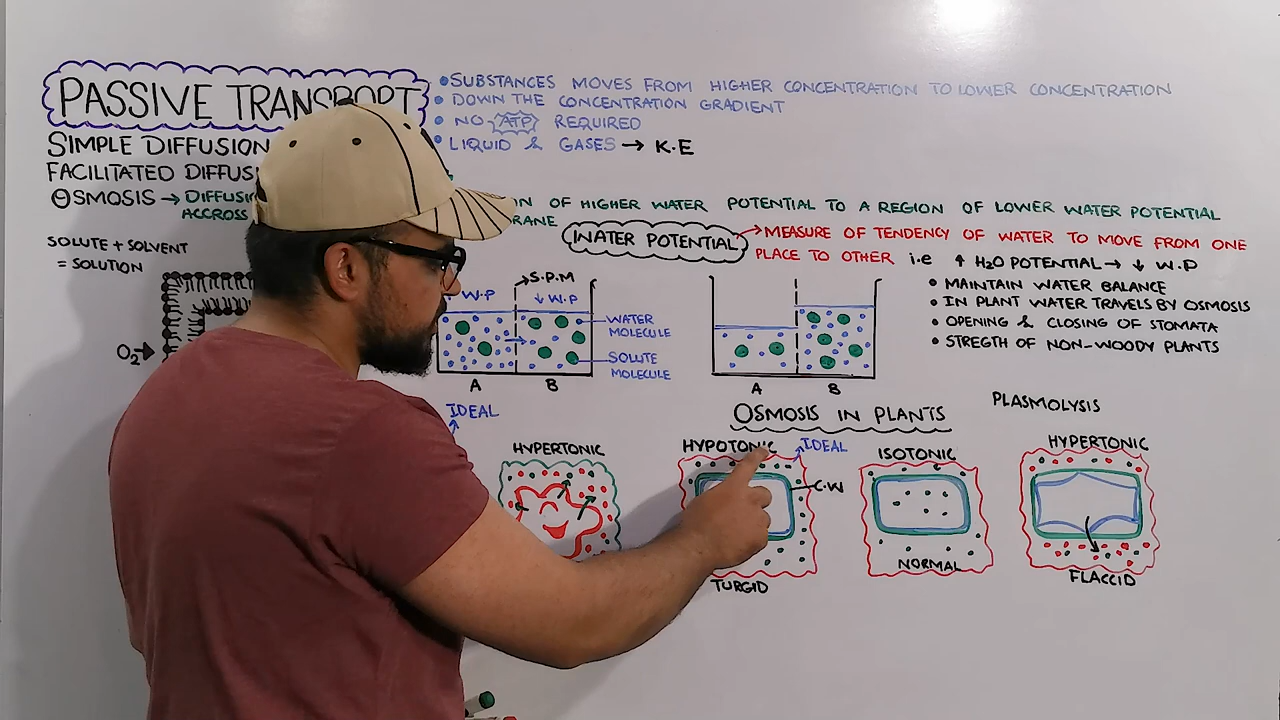 PASSIVE TRANSPORT
• SUBSTANCES MOVES FROM HIGHER CONCENTRATION TO LOWER CONCENTRATION
• DOWN THE CONCENTRATION GRADIENT
• NO ATP REQUIRED
• LIQUID & GASES → K.E
SIMPLE DIFFUSION
FACILITATED
OSMOSIS →
ACCROSS
OF HIGHER WATER POTENTIAL TO A REGION OF LOWER WATER POTENTIAL
WATER POTENTIAL → MEASURE OF TENDENCY OF WATER TO MOVE FROM ONE
PLACE TO OTHER i.e ↑ H2O POTENTIAL → ↓ W.P
SOLUTE + SOLVENT
= SOLUTION
O2 →
S.P.M
W.P
↓ W.P
WATER
MOLECULE
SOLUTE
MOLECULE
A B
A B
• MAINTAIN WATER BALANCE
• IN PLANT WATER TRAVELS BY OSMOSIS
• OPENING & CLOSING OF STOMATA
• STREGTH OF NON-WOODY PLANTS
IDEAL
HYPERTONIC
OSMOSIS IN PLANTS
PLASMOLYSIS
HYPOTONIC
IDEAL
C.W
TURGID
ISOTONIC
NORMAL
HYPERTONIC
FLACCID